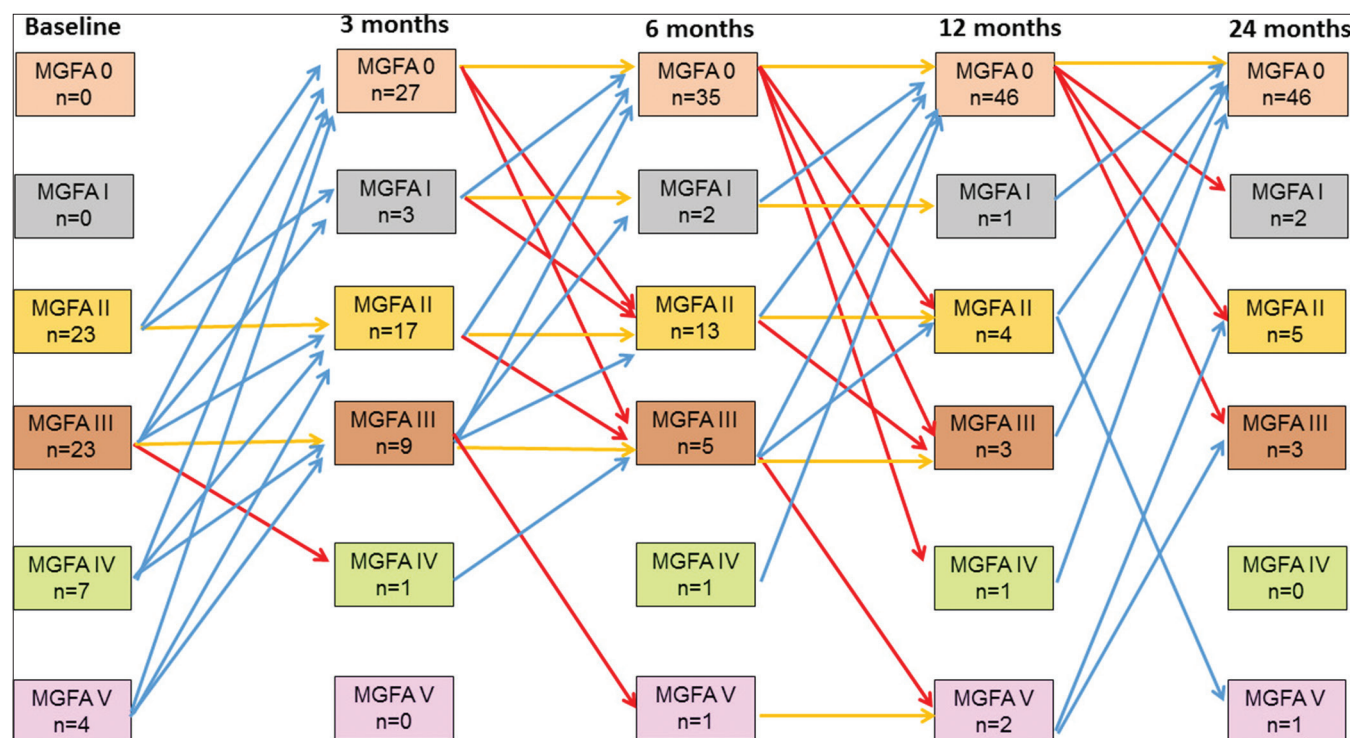 Baseline
3 months
6 months
12 months
24 months
MGFA 0
n=0
MGFA 0
n=27
MGFA 0
n=35
MGFA 0
n=46
MGFA 0
n=46
MGFA I
n=0
MGFA I
n=3
MGFA I
n=2
MGFA I
n=1
MGFA I
n=2
MGFA II
n=23
MGFA II
n=17
MGFA II
n=13
MGFA II
n=4
MGFA II
n=5
MGFA III
n=23
MGFA III
n=9
MGFA III
n=5
MGFA III
n=3
MGFA III
n=3
MGFA IV
n=7
MGFA IV
n=1
MGFA IV
n=1
MGFA IV
n=1
MGFA IV
n=0
MGFA V
n=4
MGFA V
n=0
MGFA V
n=1
MGFA V
n=2
MGFA V
n=1